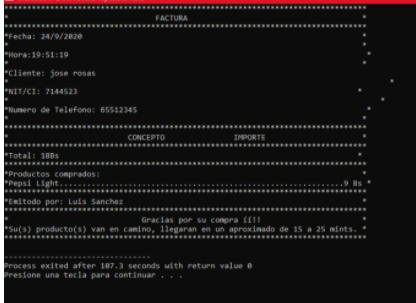 ************************************************************
* FACTURA *
************************************************************
*Fecha: 24/9/2020 *
* *
*Hora:19:51:19 *
* *
*Cliente: jose rosas
* *
*NIT/CI: 7144523 *
* *
*Numero de Telefono: 65512345 *
* *
************************************************************
* CONCEPTO IMPORTE *
************************************************************
*Total: 18Bs *
************************************************************
*Productos comprados: *
*Pepsi Light..................................................9 Bs *
************************************************************
*Emitodo por: Luis Sanchez *
************************************************************
* Gracias por su compra íí!! *
*Su(s) producto(s) van en camino, llegaran en un aproximado de 15 a 25 mints. *
************************************************************
--------------------------------
Process exited after 107.3 seconds with return value 0
Presione una tecla para continuar . . .